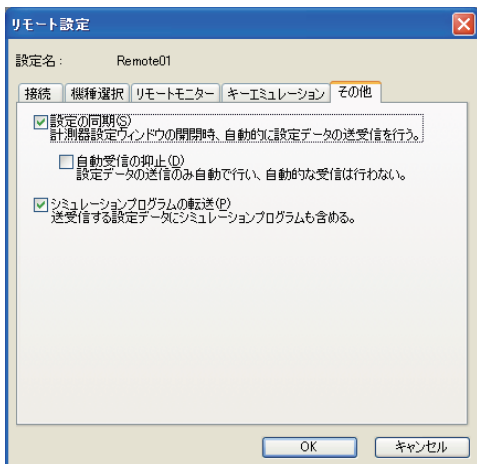 リモート設定
設定名： Remote01
接続 機種選択 リモートモニター キーエミュレーション その他
設定の同期(S)
計測器設定ウィンドウの開閉時、自動的に設定データの送受信を行う。
自動受信の抑止(D)
設定データの送信のみ自動で行い、自動的な受信は行わない。
シミュレーションプログラムの転送(P)
送受信する設定データにシミュレーションプログラムも含める。
OK キャンセル